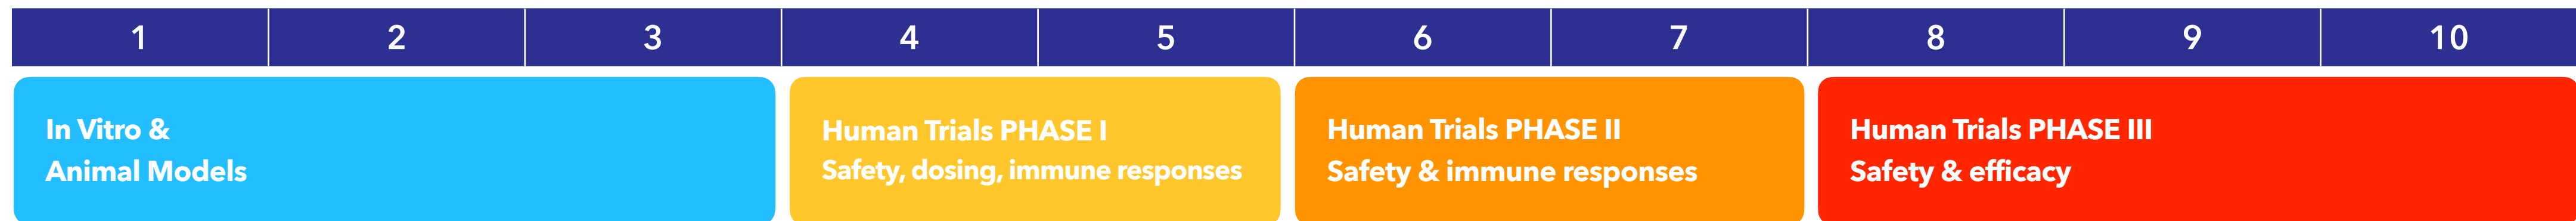 1 2 3 4 5 6 7 8 9 10
In Vitro &
Animal Models
Human Trials PHASE I
Safety, dosing, immune responses
Human Trials PHASE II
Safety & immune responses
Human Trials PHASE III
Safety & efficacy